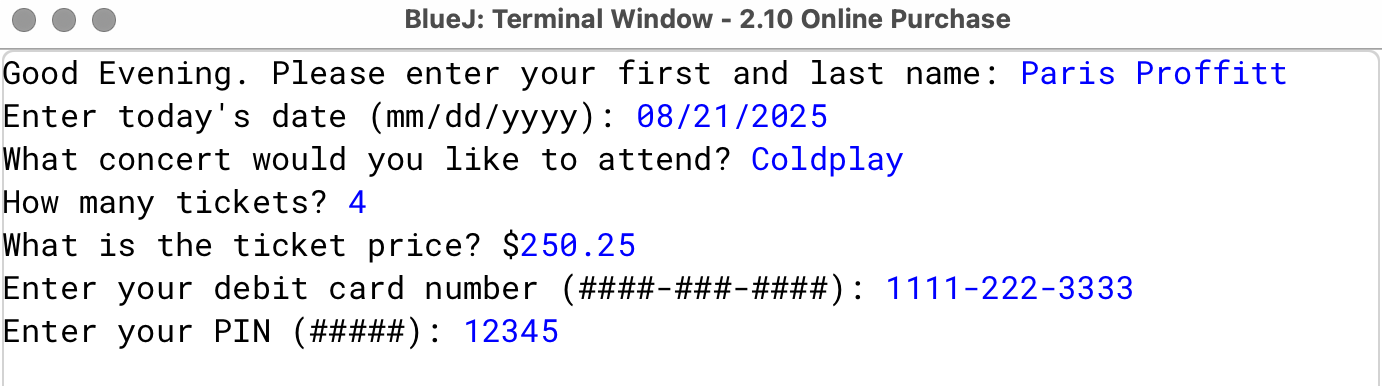 BlueJ: Terminal Window - 2.10 Online Purchase
Good Evening. Please enter your first and last name: Paris Proffitt
Enter today's date (mm/dd/yyyy): 08/21/2025
What concert would you like to attend? Coldplay
How many tickets? 4
What is the ticket price? $250.25
Enter your debit card number (####-###-####): 1111-222-3333
Enter your PIN (#####): 12345